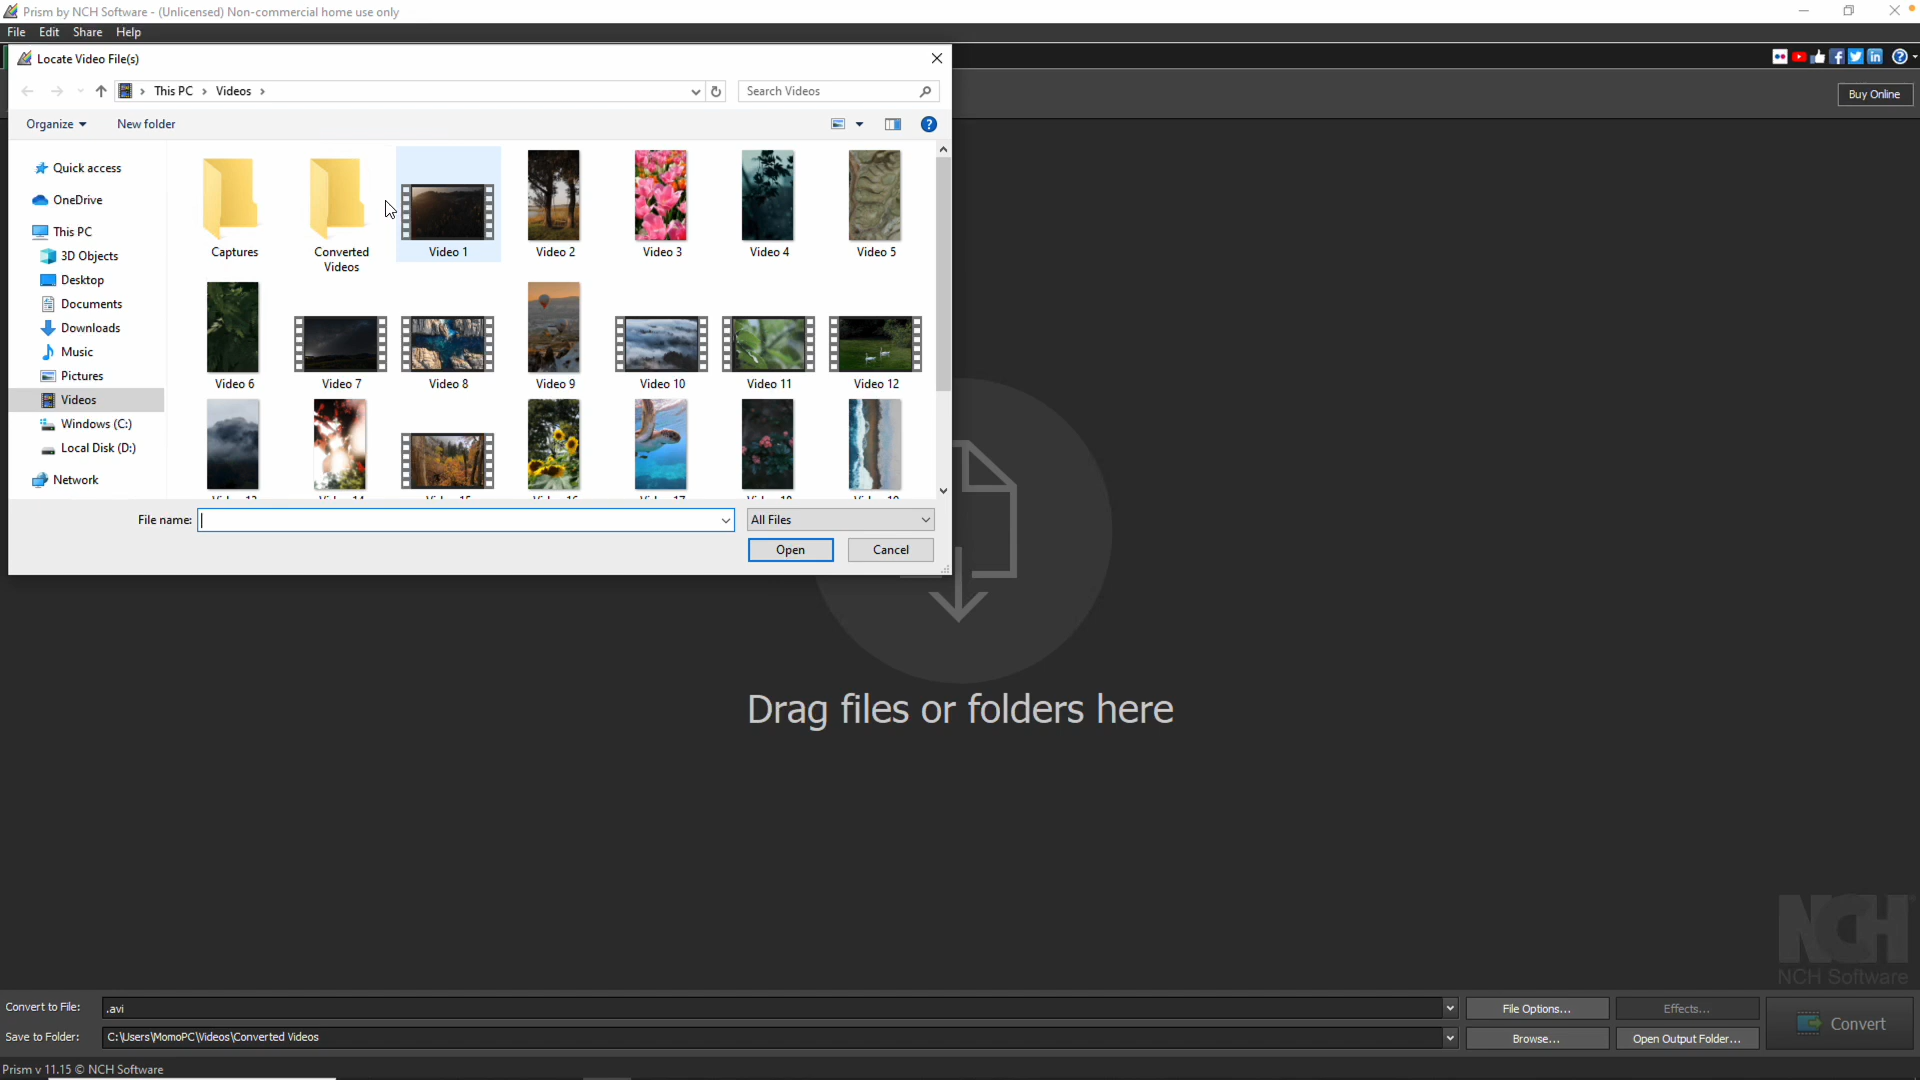 Prism by NCH Software - (Unlicensed) Non-commercial home use only
File Edit Share Help
Locate Video File(s)
This PC Videos
Search Videos
Buy Online
Organize New folder
Quick access
OneDrive
This PC
3D Objects
Desktop
Documents
Downloads
Music
Pictures
Videos
Windows (C:)
Local Disk (D:)
Network
Captures
Converted
Videos
Video 1
Video 2
Video 3
Video 4
Video 5
Video 6
Video 7
Video 8
Video 9
Video 10
Video 11
Video 12
File name:
All Files
Open
Cancel
Drag files or folders here
NCH
NCH Software
Convert to File: .avi
File Options...
Effects...
Save to Folder: C:\Users\MomoPC\Videos\Converted Videos
Browse...
Open Output Folder...
Convert
Prism v 11.15 © NCH Software